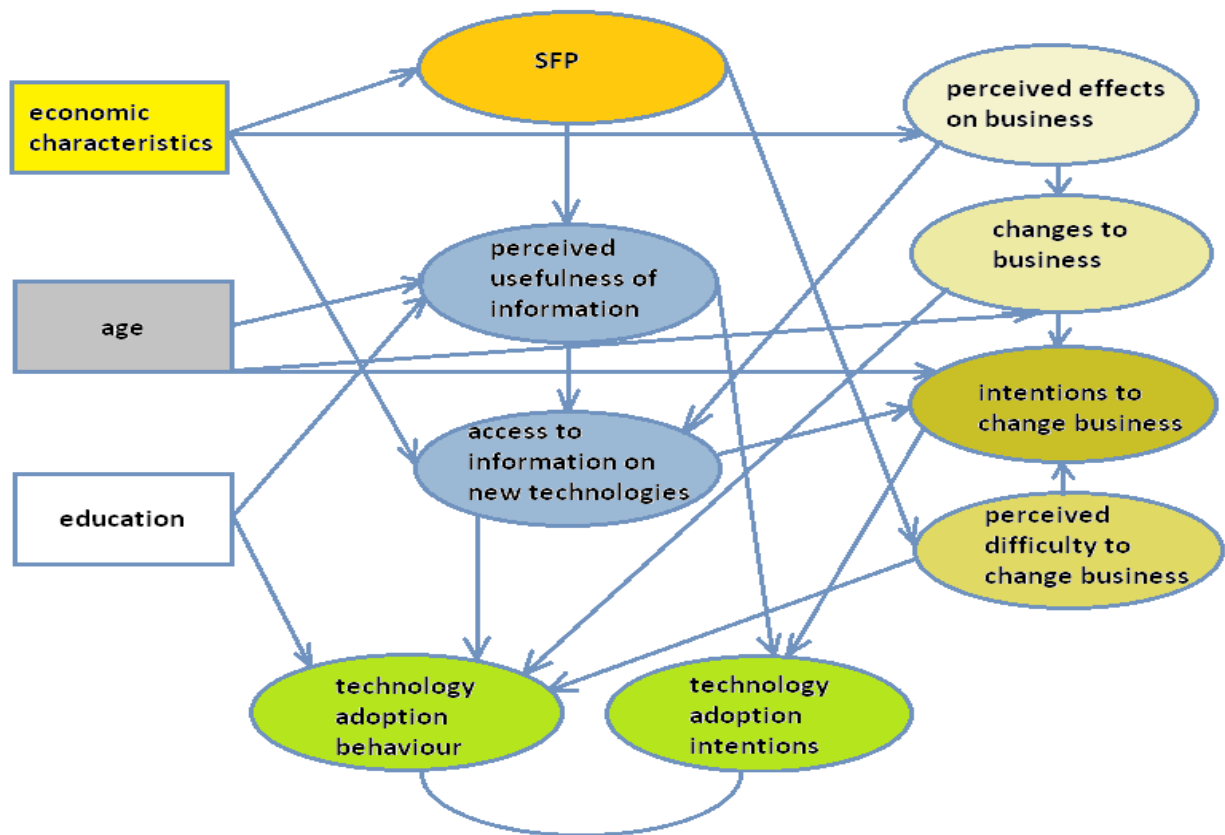 SFP
economic
characteristics
perceived effects
on business
perceived
usefulness of
information
changes to
business
age
access to
information on
new technologies
intentions to
change business
education
perceived
difficulty to
change business
technology
adoption
behaviour
technology
adoption
intentions